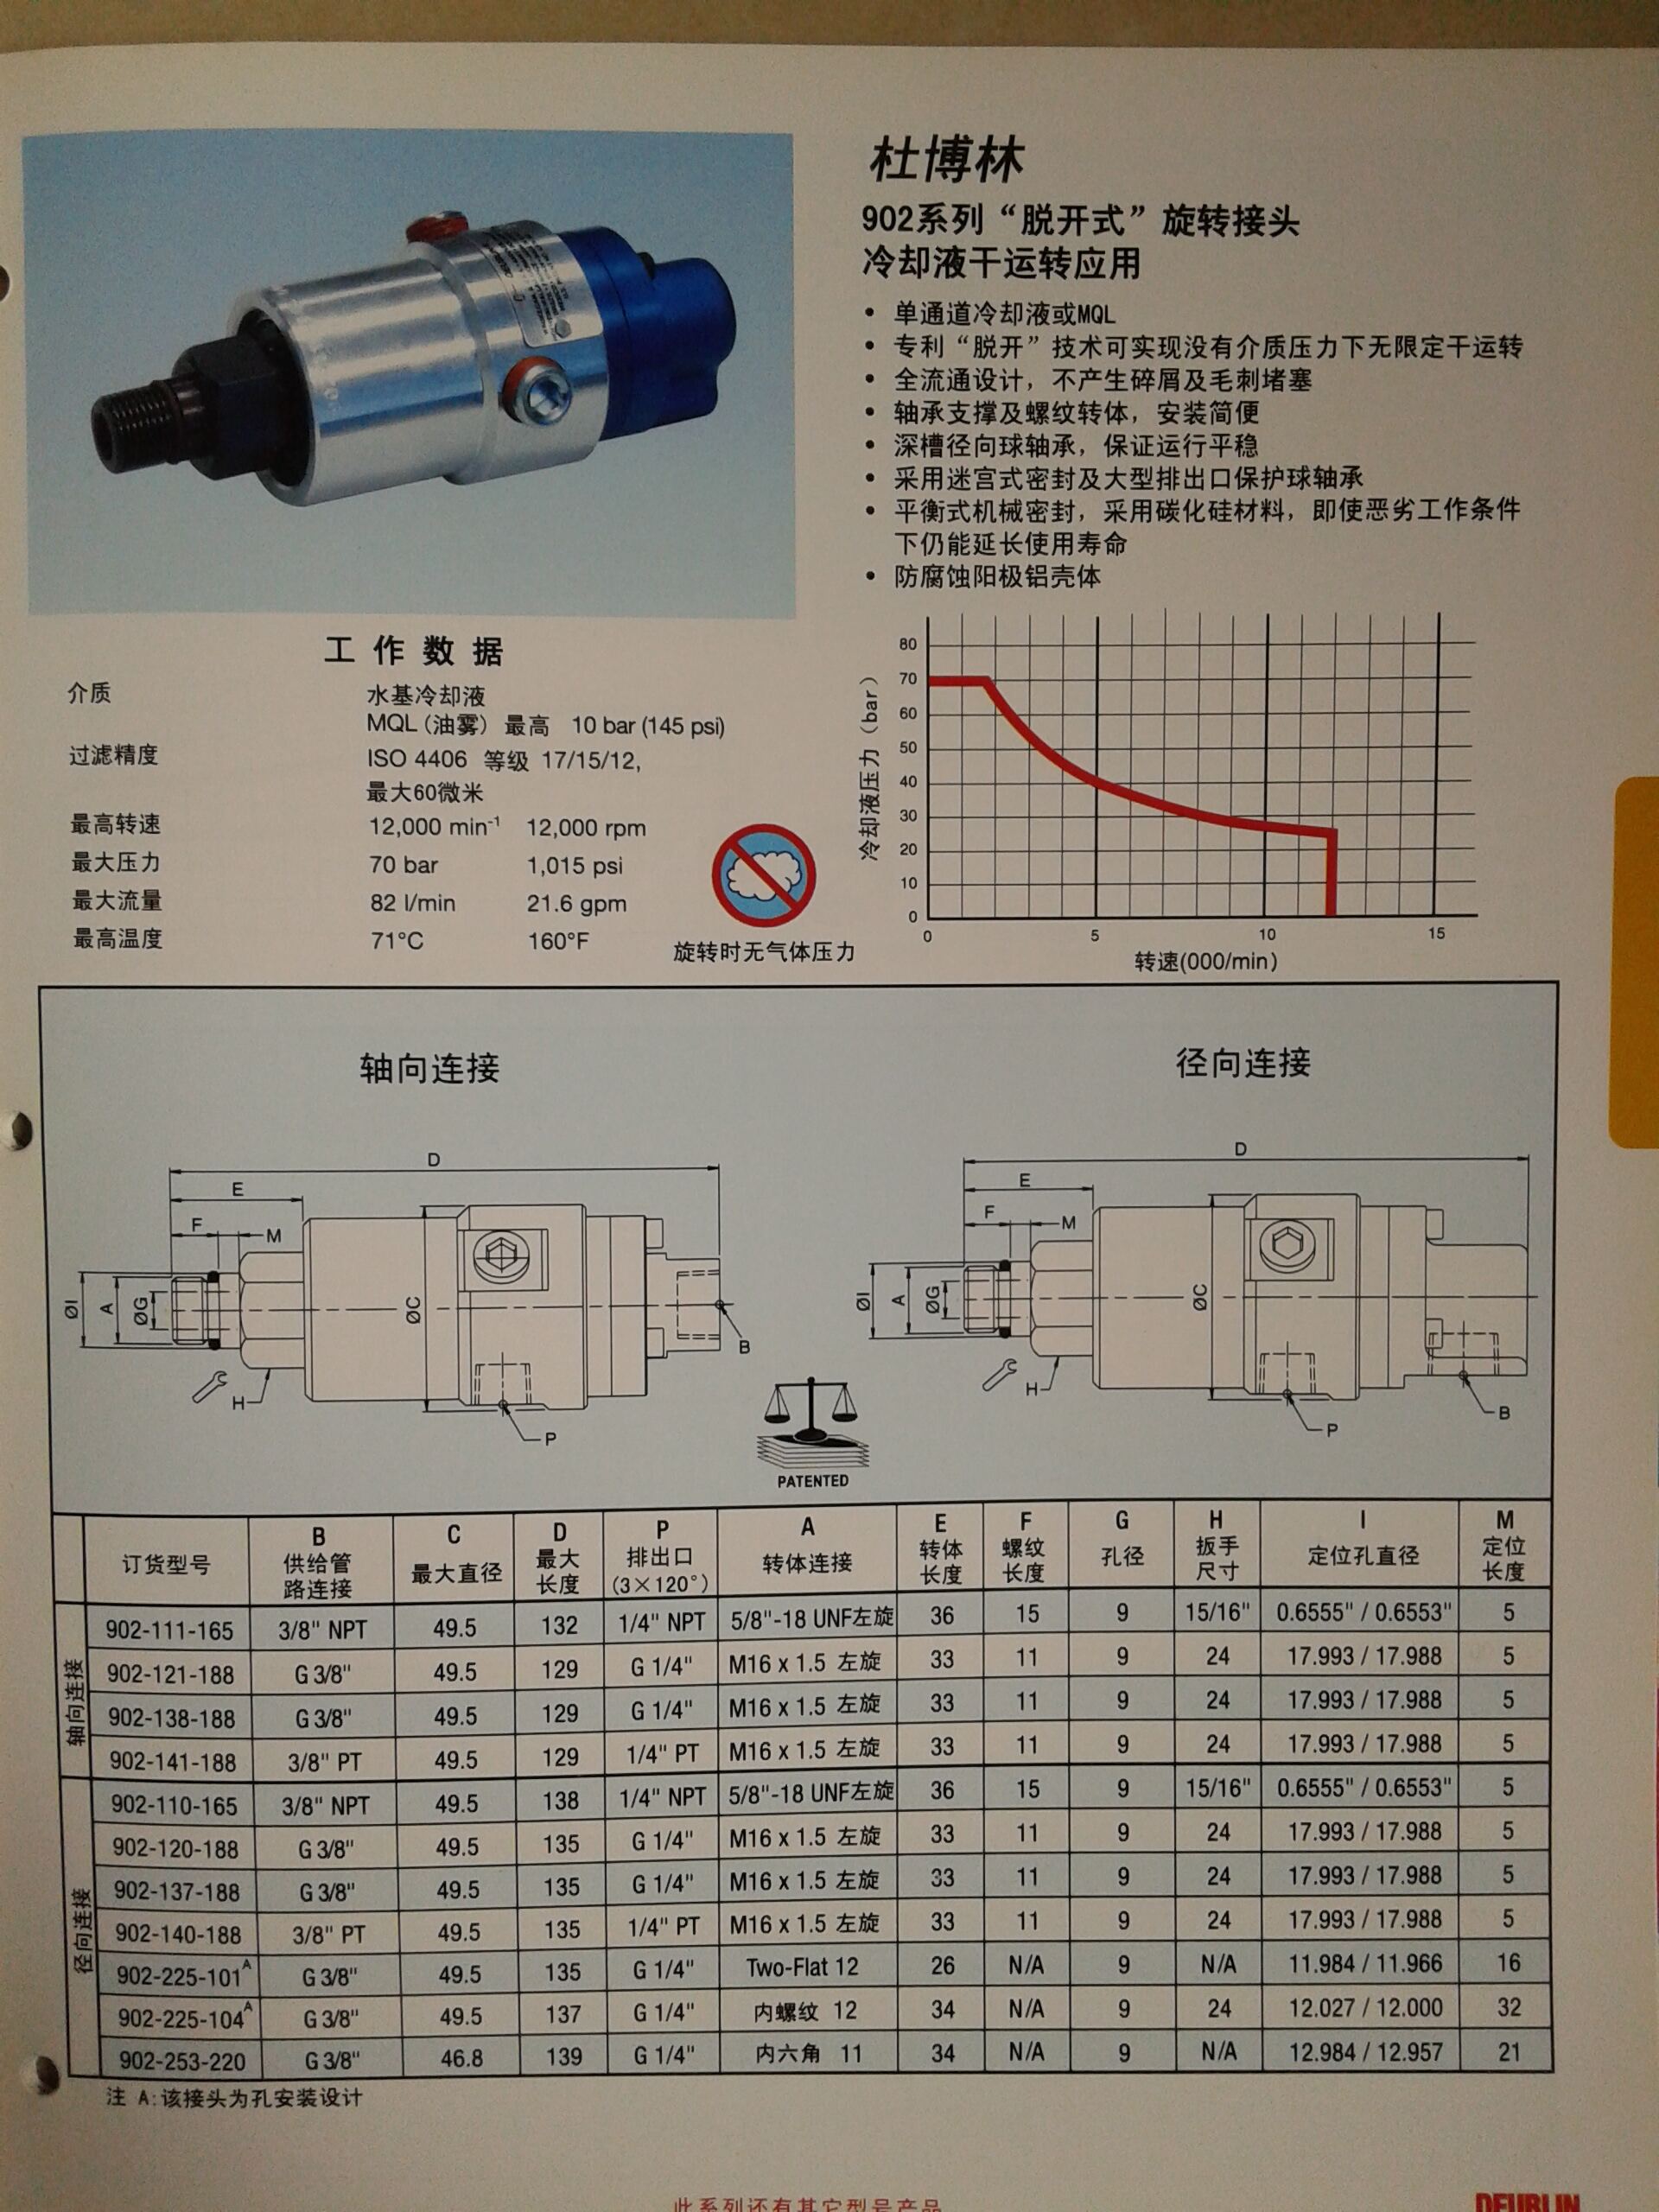 杜博林
902系列“脱开式”旋转接头
冷却液干运转应用
• 单通道冷却液或MQL
• 专利“脱开”技术可实现没有介质压力下无限定干运转
• 全流通设计，不产生碎屑及毛刺堵塞
• 轴承支撑及螺纹转体，安装简便
• 深槽径向球轴承，保证运行平稳
• 采用迷宫式密封及大型排出口保护球轴承
• 平衡式机械密封，采用碳化硅材料，即使恶劣工作条件
下仍能延长使用寿命
• 防腐蚀阳极铝壳体
工作数据
介质 水基冷却液
MQL（油雾）最高 10 bar (145 psi)
过滤精度 ISO 4406 等级 17/15/12,
最大60微米
最高转速 12,000 min⁻¹ 12,000 rpm
最大压力 70 bar 1,015 psi
最大流量 82 l/min 21.6 gpm
最高温度 71°C 160°F
旋转时无气体压力
冷却液压力（bar）
80
70
60
50
40
30
20
10
0
0 5 10 15
转速(000/min)
轴向连接
D
E
F M
ØI A ØG ØC
B
H
P
径向连接
D
E
F M
ØI A ØG ØC
H
P
B
PATENTED
订货型号 B 供给管路连接 C 最大直径 D 最大长度 P 排出口 (3×120°) A 转体连接 E 转体长度 F 螺纹长度 G 孔径 H 扳手尺寸 I 定位孔直径 M 定位长度
轴向连接
902-111-165 3/8" NPT 49.5 132 1/4" NPT 5/8"-18 UNF左旋 36 15 9 15/16" 0.6555" / 0.6553" 5
902-121-188 G 3/8" 49.5 129 G 1/4" M16 x 1.5 左旋 33 11 9 24 17.993 / 17.988 5
902-138-188 G 3/8" 49.5 129 G 1/4" M16 x 1.5 左旋 33 11 9 24 17.993 / 17.988 5
902-141-188 3/8" PT 49.5 129 1/4" PT M16 x 1.5 左旋 33 11 9 24 17.993 / 17.988 5
径向连接
902-110-165 3/8" NPT 49.5 138 1/4" NPT 5/8"-18 UNF左旋 36 15 9 15/16" 0.6555" / 0.6553" 5
902-120-188 G 3/8" 49.5 135 G 1/4" M16 x 1.5 左旋 33 11 9 24 17.993 / 17.988 5
902-137-188 G 3/8" 49.5 135 G 1/4" M16 x 1.5 左旋 33 11 9 24 17.993 / 17.988 5
902-140-188 3/8" PT 49.5 135 1/4" PT M16 x 1.5 左旋 33 11 9 24 17.993 / 17.988 5
902-225-101ᴬ G 3/8" 49.5 135 G 1/4" Two-Flat 12 26 N/A 9 N/A 11.984 / 11.966 16
902-225-104ᴬ G 3/8" 49.5 137 G 1/4" 内螺纹 12 34 N/A 9 24 12.027 / 12.000 32
902-253-220 G 3/8" 46.8 139 G 1/4" 内六角 11 34 N/A 9 N/A 12.984 / 12.957 21
注 A:该接头为孔安装设计
此系列还有其它型号产品
DEUBLIN